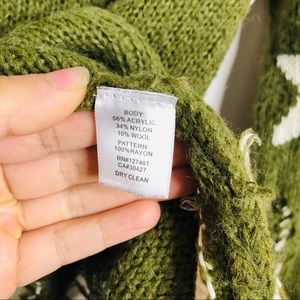 BODY:
56% ACRYLIC
34% NYLON
10% WOOL
PATTERN:
100%RAYON
RN#127461
CA#30427
DRY CLEAN